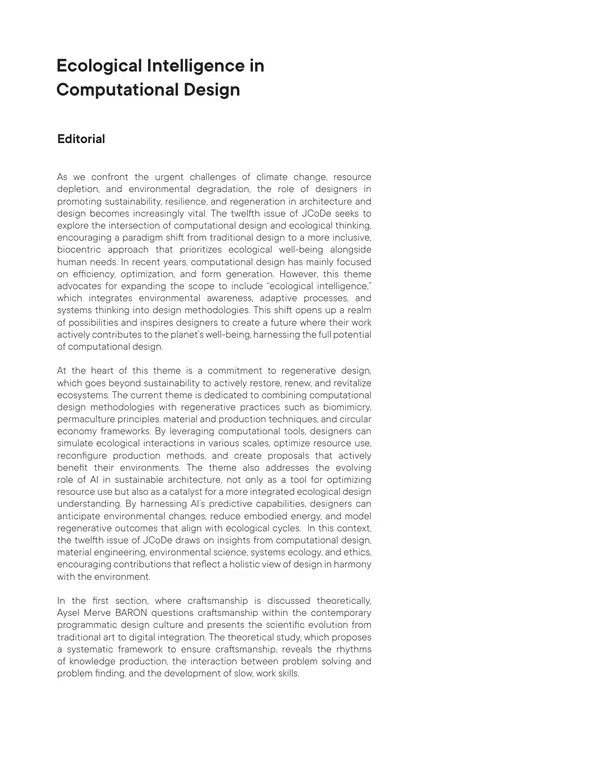 Ecological Intelligence in
Computational Design
Editorial
As we confront the urgent challenges of climate change, resource
depletion, and environmental degradation, the role of designers in
promoting sustainability, resilience, and regeneration in architecture and
design becomes increasingly vital. The twelfth issue of JCoDe seeks to
explore the intersection of computational design and ecological thinking,
encouraging a paradigm shift from traditional design to a more inclusive,
biocentric approach that prioritizes ecological well-being alongside
human needs. In recent years, computational design has mainly focused
on efficiency, optimization, and form generation. However, this theme
advocates for expanding the scope to include “ecological intelligence,”
which integrates environmental awareness, adaptive processes, and
systems thinking into design methodologies. This shift opens up a realm
of possibilities and inspires designers to create a future where their work
actively contributes to the planet’s well-being, harnessing the full potential
of computational design.
At the heart of this theme is a commitment to regenerative design,
which goes beyond sustainability to actively restore, renew, and revitalize
ecosystems. The current theme is dedicated to combining computational
design methodologies with regenerative practices such as biomimicry,
permaculture principles, material and production techniques, and circular
economy frameworks. By leveraging computational tools, designers can
simulate ecological interactions in various scales, optimize resource use,
reconfigure production methods, and create proposals that actively
benefit their environments. The theme also addresses the evolving
role of AI in sustainable architecture, not only as a tool for optimizing
resource use but also as a catalyst for a more integrated ecological design
understanding. By harnessing AI’s predictive capabilities, designers can
anticipate environmental changes, reduce embodied energy, and model
regenerative outcomes that align with ecological cycles. In this context,
the twelfth issue of JCoDe draws on insights from computational design,
material engineering, environmental science, systems ecology, and ethics,
encouraging contributions that reflect a holistic view of design in harmony
with the environment.
In the first section, where craftsmanship is discussed theoretically,
Aysel Merve BARON questions craftsmanship within the contemporary
programmatic design culture and presents the scientific evolution from
traditional art to digital integration. The theoretical study, which proposes
a systematic framework to ensure craftsmanship, reveals the rhythms
of knowledge production, the interaction between problem solving and
problem finding, and the development of slow, work skills.